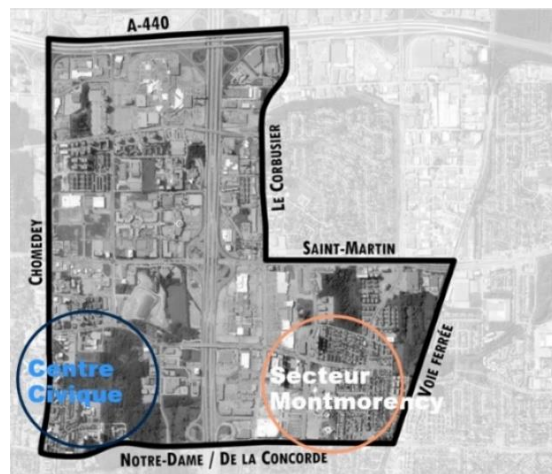 A-440
LE CORBUSIER
CHOMEDEY
SAINT-MARTIN
VOIE FERRÉE
Centre
Civique
Secteur
Montmorency
NOTRE-DAME / DE LA CONCORDE